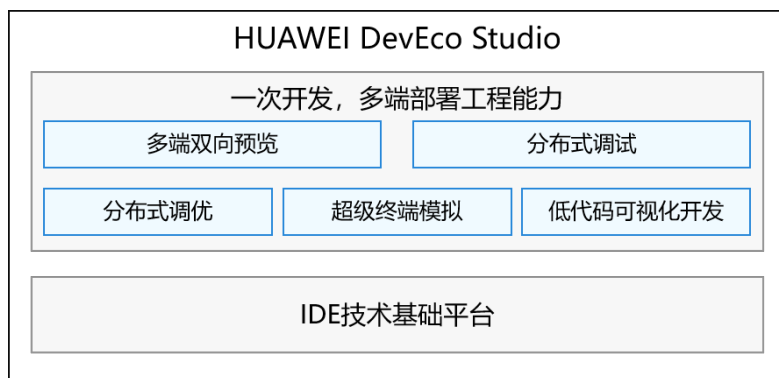 HUAWEI DevEco Studio
一次开发，多端部署工程能力
多端双向预览
分布式调试
分布式调优
超级终端模拟
低代码可视化开发
IDE技术基础平台